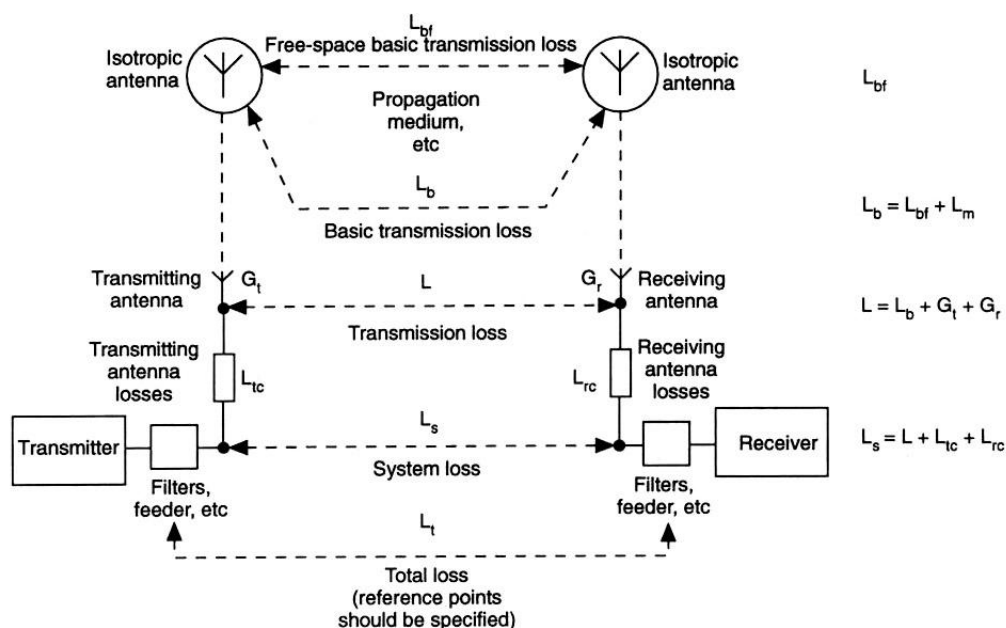 L_bf
Free-space basic transmission loss
Isotropic
antenna
Isotropic
antenna
L_bf
Propagation
medium,
etc
L_b
Basic transmission loss
L_b = L_bf + L_m
Transmitting
antenna
G_t
L
G_r
Receiving
antenna
Transmission loss
L = L_b + G_t + G_r
Transmitting
antenna
losses
L_tc
L_rc
Receiving
antenna
losses
Transmitter
L_s
System loss
Receiver
L_s = L + L_tc + L_rc
Filters,
feeder, etc
Filters,
feeder, etc
L_t
Total loss
(reference points
should be specified)